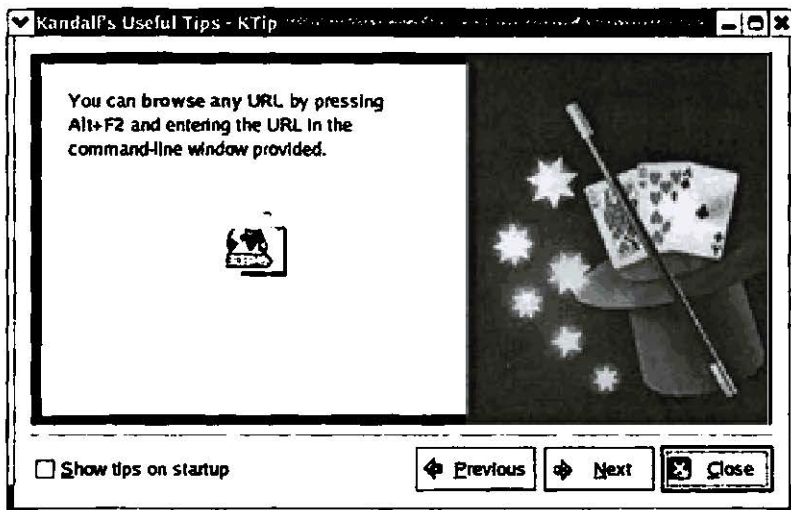 Kandalf's Useful Tips - KTip
You can browse any URL by pressing
Alt+F2 and entering the URL in the
command-line window provided.
Show tips on startup
Previous
Next
Close